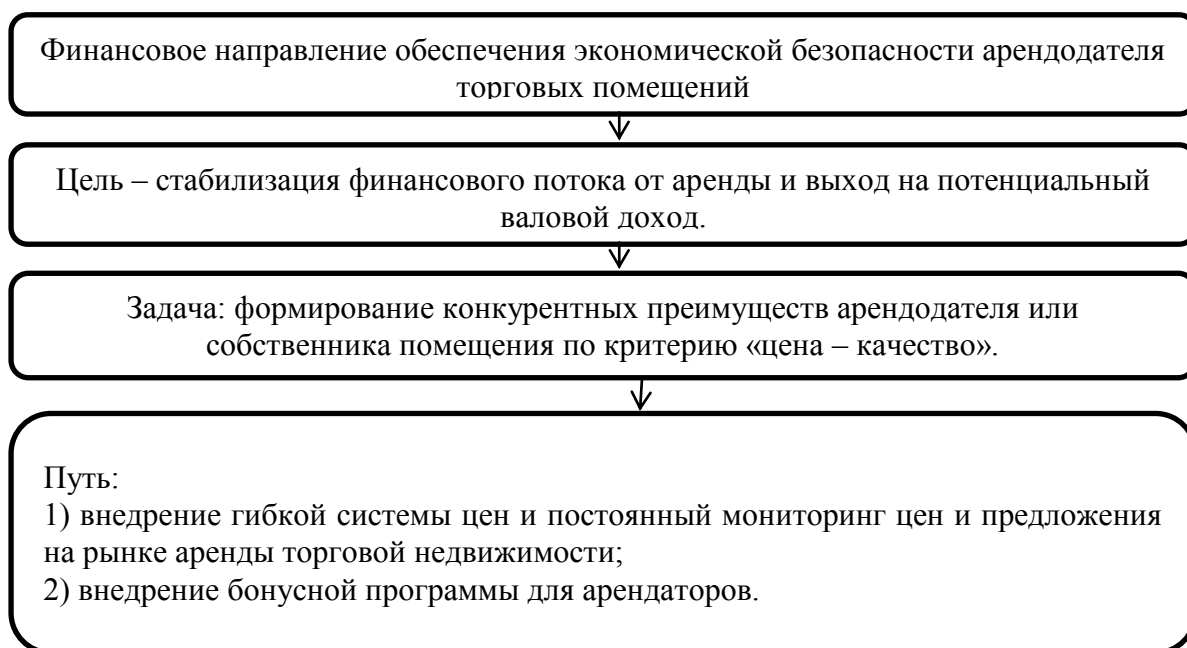 Финансовое направление обеспечения экономической безопасности арендодателя
торговых помещений
Цель – стабилизация финансового потока от аренды и выход на потенциальный
валовой доход.
Задача: формирование конкурентных преимуществ арендодателя или
собственника помещения по критерию «цена – качество».
Путь:
1) внедрение гибкой системы цен и постоянный мониторинг цен и предложения
на рынке аренды торговой недвижимости;
2) внедрение бонусной программы для арендаторов.